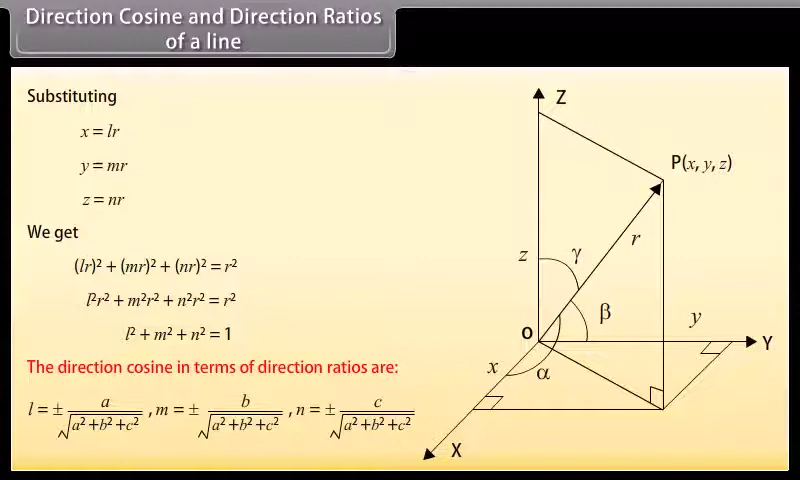 Direction Cosine and Direction Ratios
of a line
Substituting
x = lr
y = mr
z = nr
We get
(lr)² + (mr)² + (nr)² = r²
l²r² + m²r² + n²r² = r²
l² + m² + n² = 1
The direction cosine in terms of direction ratios are:
l = ± a / √(a² + b² + c²) , m = ± b / √(a² + b² + c²) , n = ± c / √(a² + b² + c²)
Z
P(x, y, z)
r
z
γ
β
y
O
Y
x
α
X